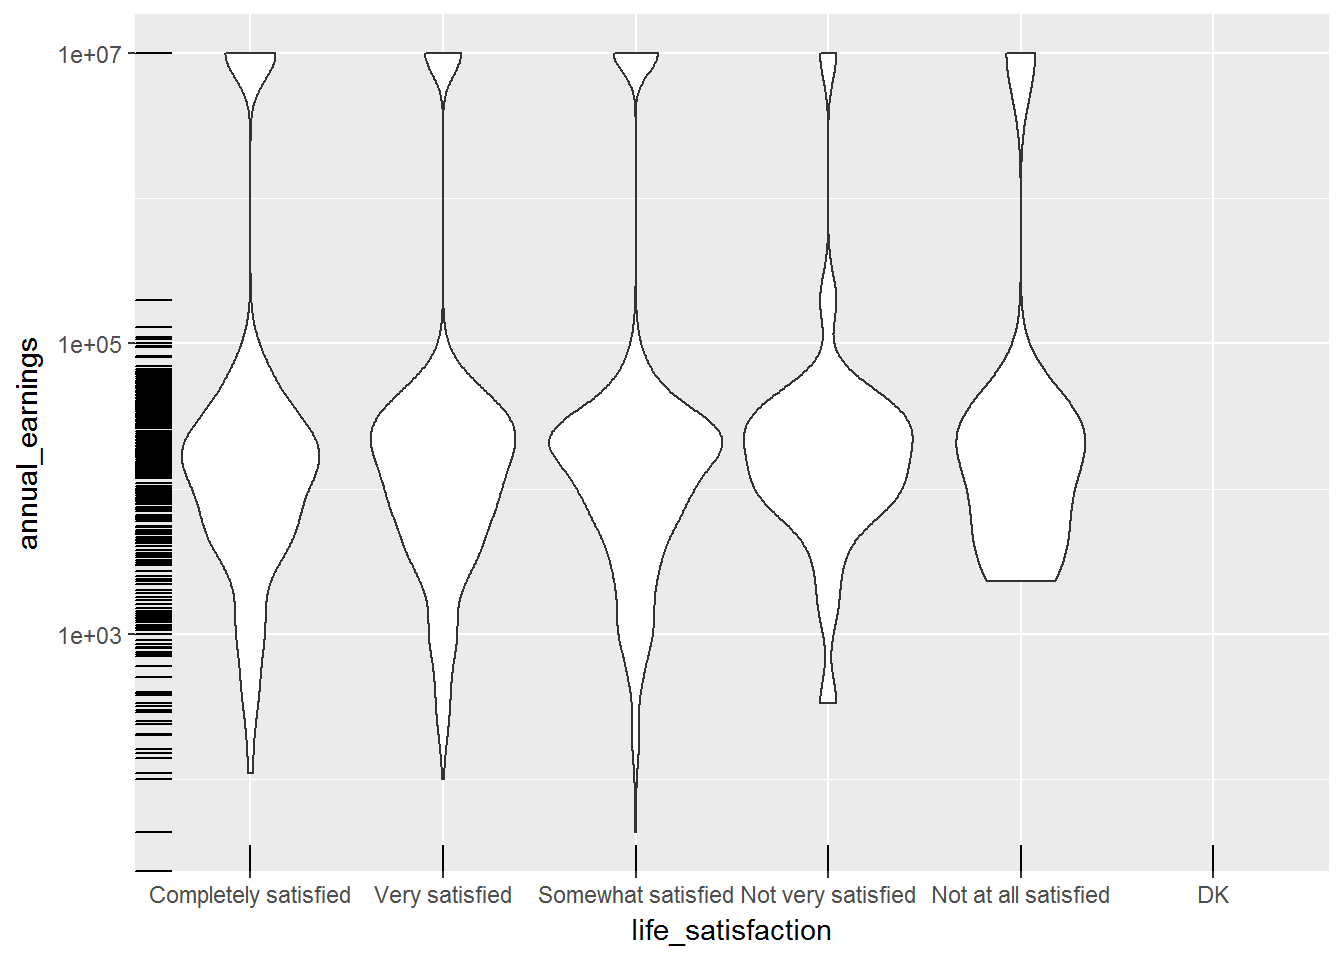 1e+07
1e+05
1e+03
annual_earnings
Completely satisfied Very satisfied Somewhat satisfied Not very satisfied Not at all satisfied DK
life_satisfaction